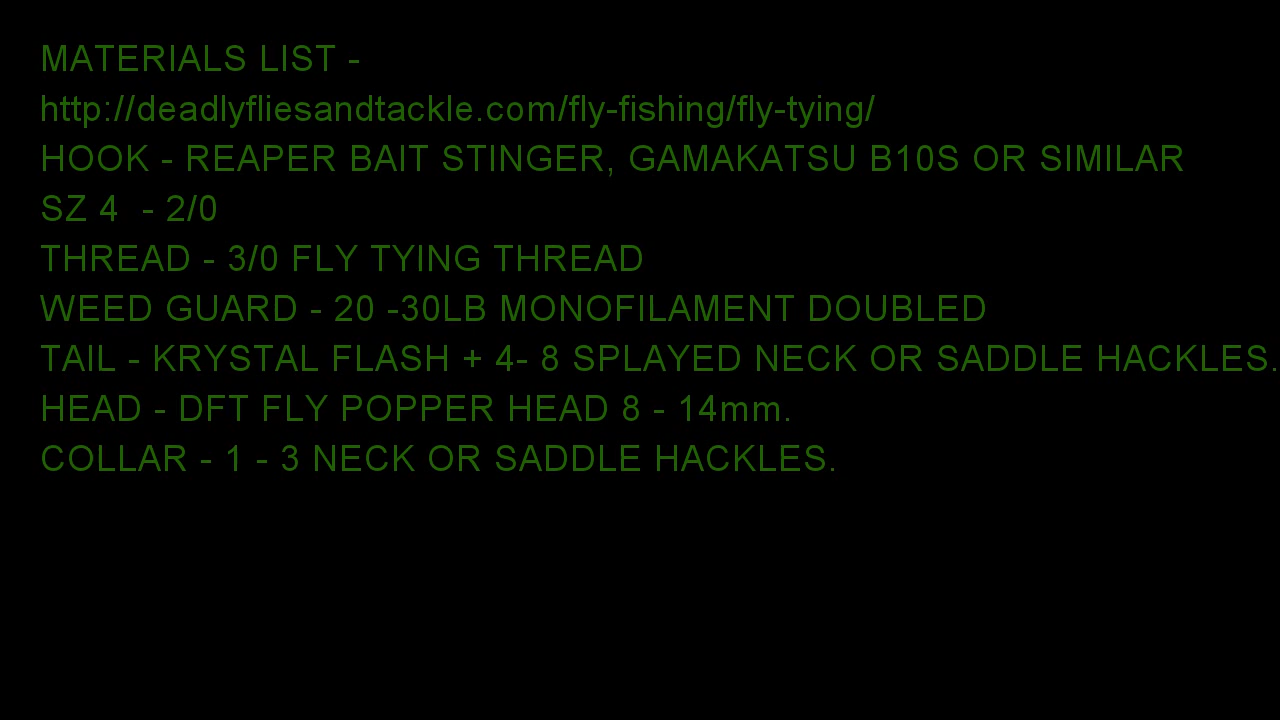 MATERIALS LIST -
http://deadlyfliesandtackle.com/fly-fishing/fly-tying/
HOOK - REAPER BAIT STINGER, GAMAKATSU B10S OR SIMILAR
SZ 4  - 2/0
THREAD - 3/0 FLY TYING THREAD
WEED GUARD - 20 -30LB MONOFILAMENT DOUBLED
TAIL - KRYSTAL FLASH + 4- 8 SPLAYED NECK OR SADDLE HACKLES.
HEAD - DFT FLY POPPER HEAD 8 - 14mm.
COLLAR - 1 - 3 NECK OR SADDLE HACKLES.